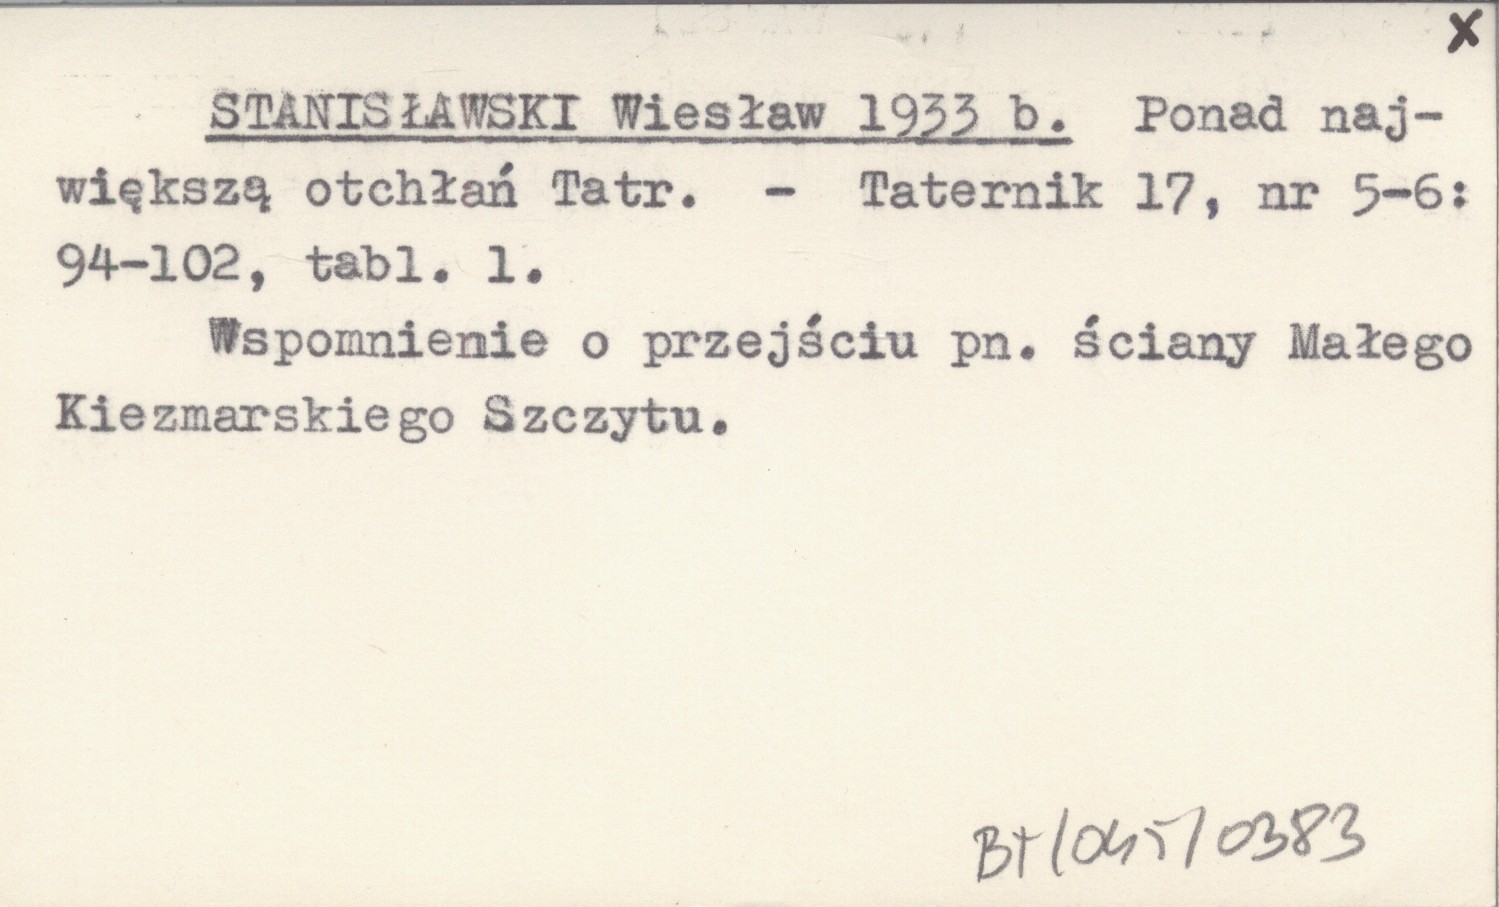 x
STANISŁAWSKI Wiesław 1933 b. Ponad naj-
większą otchłań Tatr. - Taternik 17, nr 5-6:
94-102, tabl. 1.
Wspomnienie o przejściu pn. ściany Małego
Kiezmarskiego Szczytu.
BT/045/0383